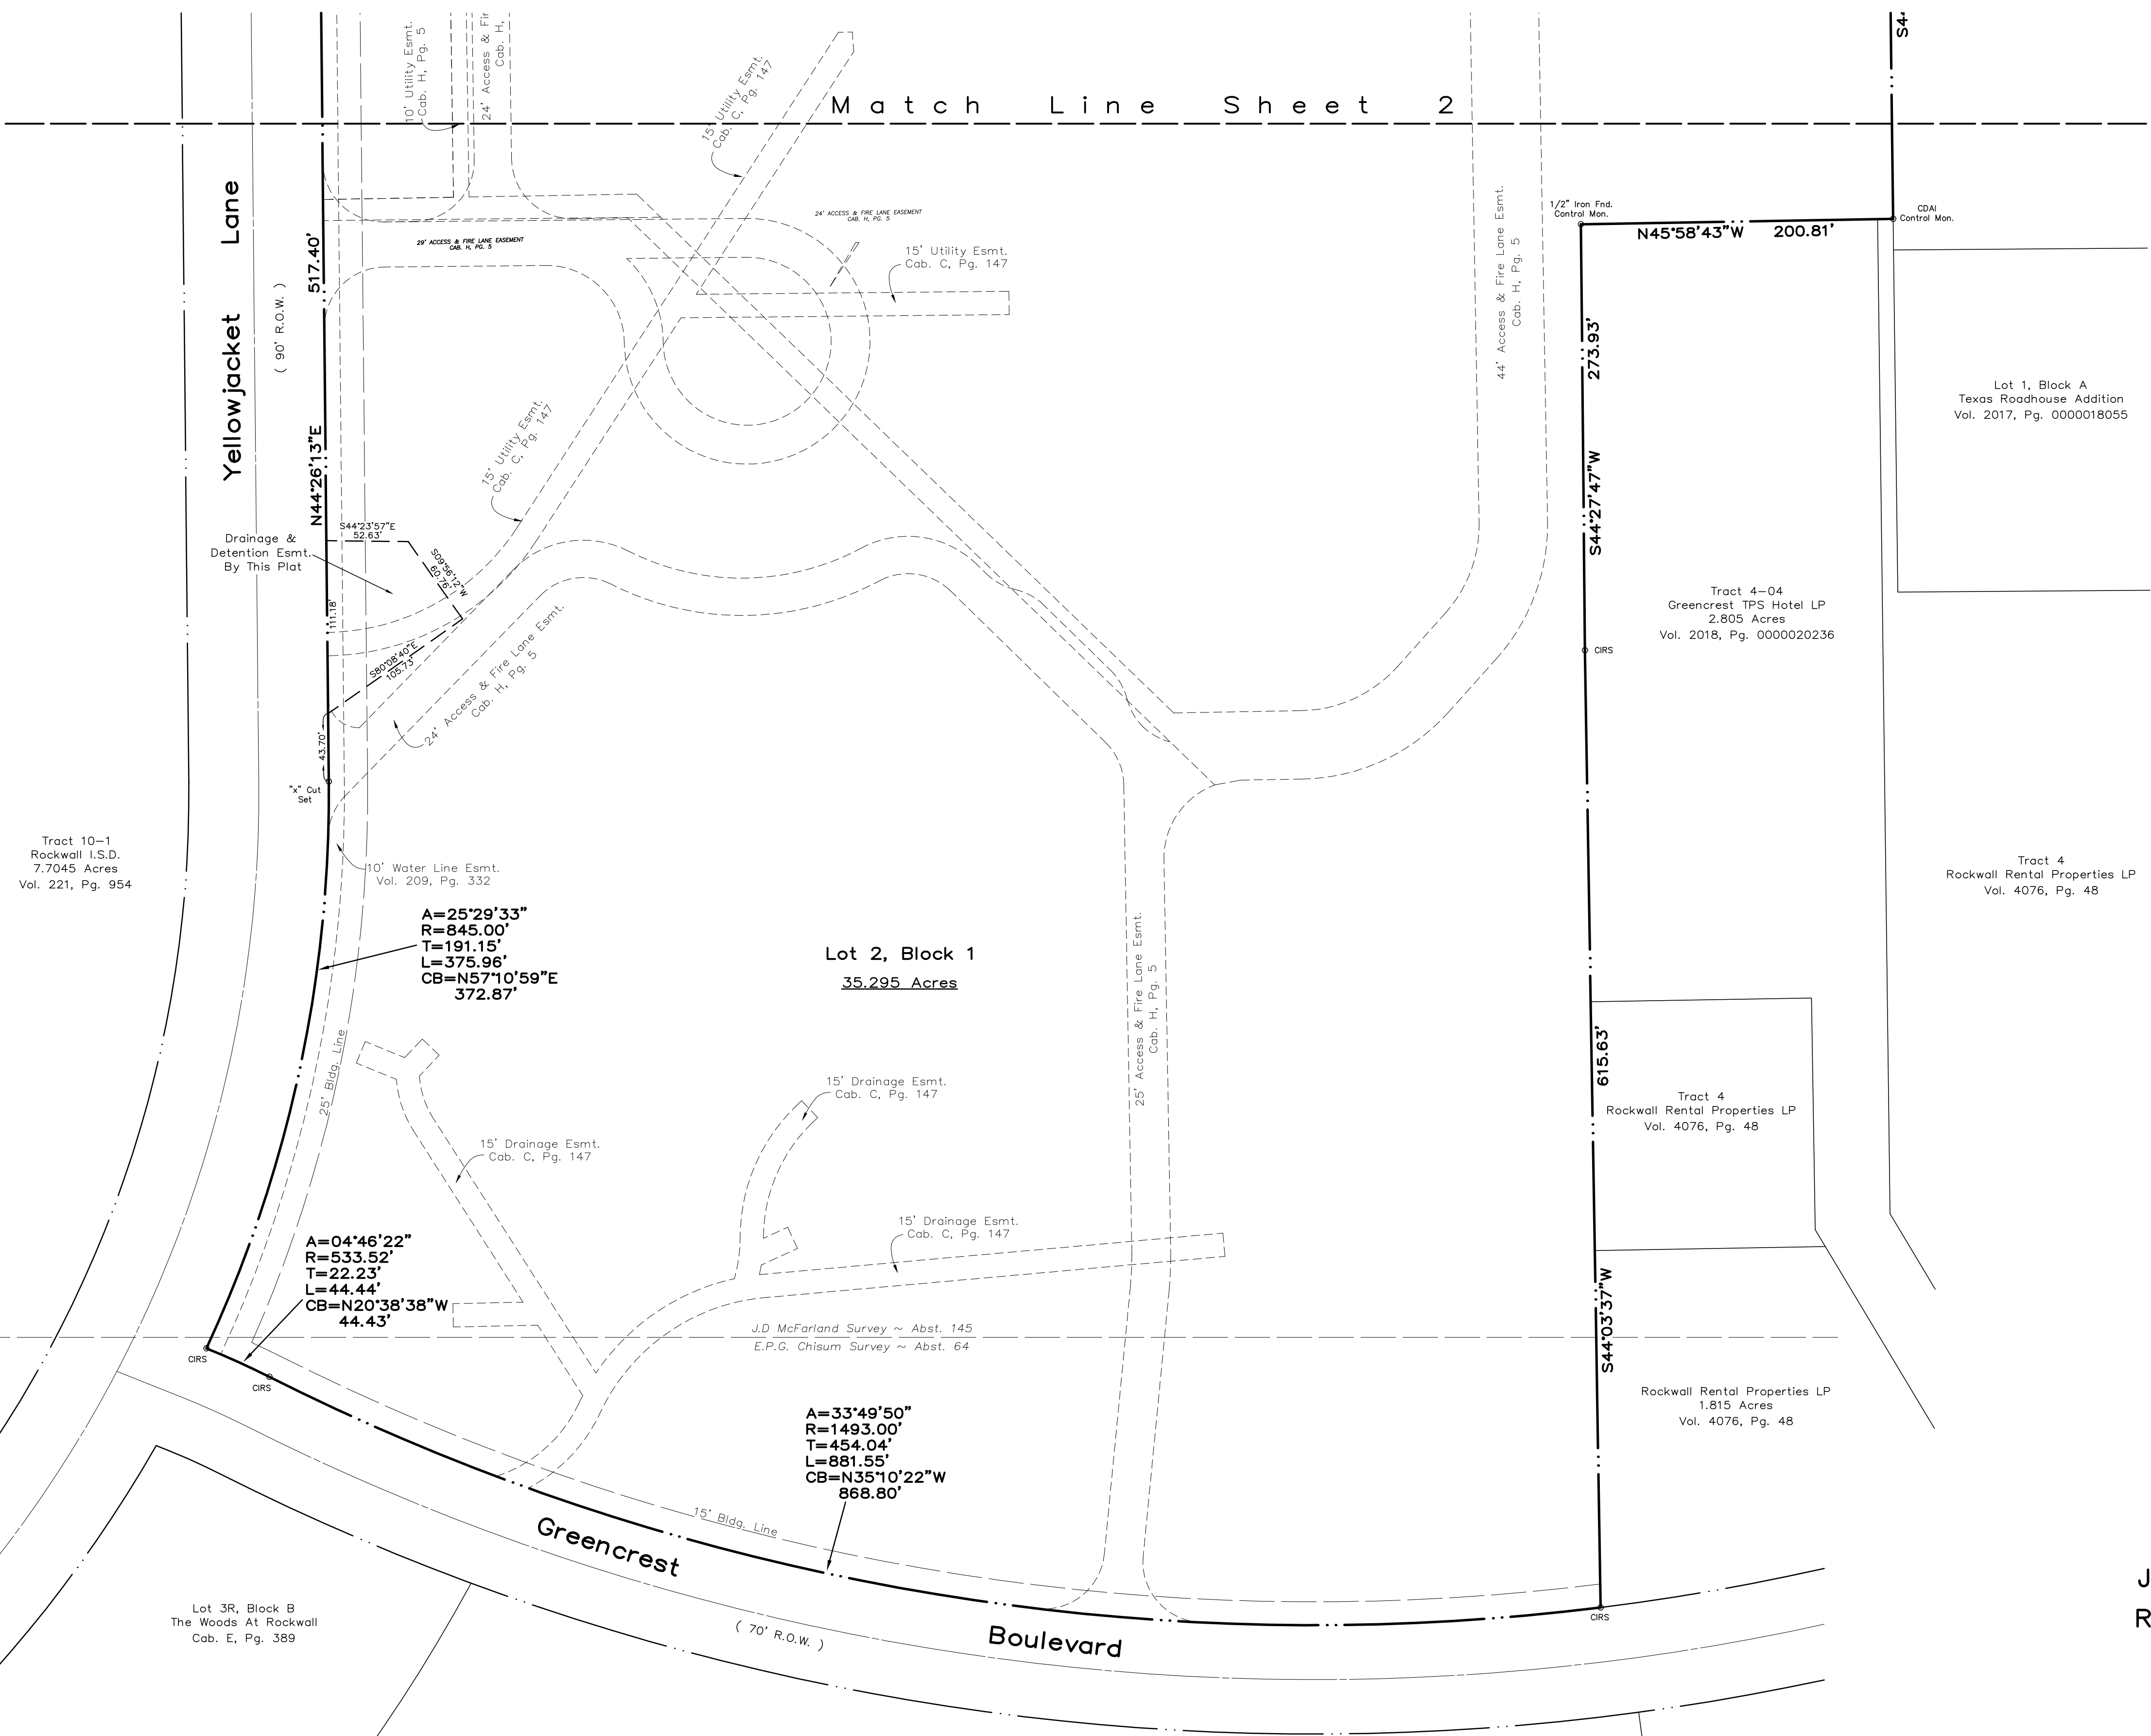 10' Utility Esmt.
Cab. H, Pg. 5
24' Access & Fir
Cab. H,
15' Utility Esmt.
Cab. C, Pg. 147
Match Line Sheet 2
S44
1/2" Iron Fnd.
Control Mon.
CDAI
Control Mon.
N45°58'43"W 200.81'
24' ACCESS & FIRE LANE EASEMENT
CAB. H, PG. 5
29' ACCESS & FIRE LANE EASEMENT
CAB. H, PG. 5
15' Utility Esmt.
Cab. C, Pg. 147
44' Access & Fire Lane Esmt.
Cab. H, Pg. 5
Yellowjacket Lane
( 90' R.O.W. )
517.40'
N44°26'13"E
273.93'
S44°27'47"W
Lot 1, Block A
Texas Roadhouse Addition
Vol. 2017, Pg. 0000018055
15' Utility Esmt.
Cab. C, Pg. 147
Drainage &
Detention Esmt.
By This Plat
S44°23'57"E
52.63'
S09°56'12"W
60.76'
111.18'
S80°08'40"E
105.73'
43.70'
24' Access & Fire Lane Esmt.
Cab. H, Pg. 5
Tract 4-04
Greencrest TPS Hotel LP
2.805 Acres
Vol. 2018, Pg. 0000020236
CIRS
"x" Cut
Set
Tract 10-1
Rockwall I.S.D.
7.7045 Acres
Vol. 221, Pg. 954
10' Water Line Esmt.
Vol. 209, Pg. 332
A=25°29'33"
R=845.00'
T=191.15'
L=375.96'
CB=N57°10'59"E
372.87'
Lot 2, Block 1
35.295 Acres
25' Access & Fire Lane Esmt.
Cab. H, Pg. 5
Tract 4
Rockwall Rental Properties LP
Vol. 4076, Pg. 48
25' Bldg. Line
615.63'
Tract 4
Rockwall Rental Properties LP
Vol. 4076, Pg. 48
15' Drainage Esmt.
Cab. C, Pg. 147
15' Drainage Esmt.
Cab. C, Pg. 147
15' Drainage Esmt.
Cab. C, Pg. 147
A=04°46'22"
R=533.52'
T=22.23'
L=44.44'
CB=N20°38'38"W
44.43'
S44°03'37"W
J.D McFarland Survey ~ Abst. 145
E.P.G. Chisum Survey ~ Abst. 64
CIRS
CIRS
Rockwall Rental Properties LP
1.815 Acres
Vol. 4076, Pg. 48
A=33°49'50"
R=1493.00'
T=454.04'
L=881.55'
CB=N35°10'22"W
868.80'
15' Bldg. Line
Greencrest Boulevard
( 70' R.O.W. )
CIRS
Lot 3R, Block B
The Woods At Rockwall
Cab. E, Pg. 389
J
R